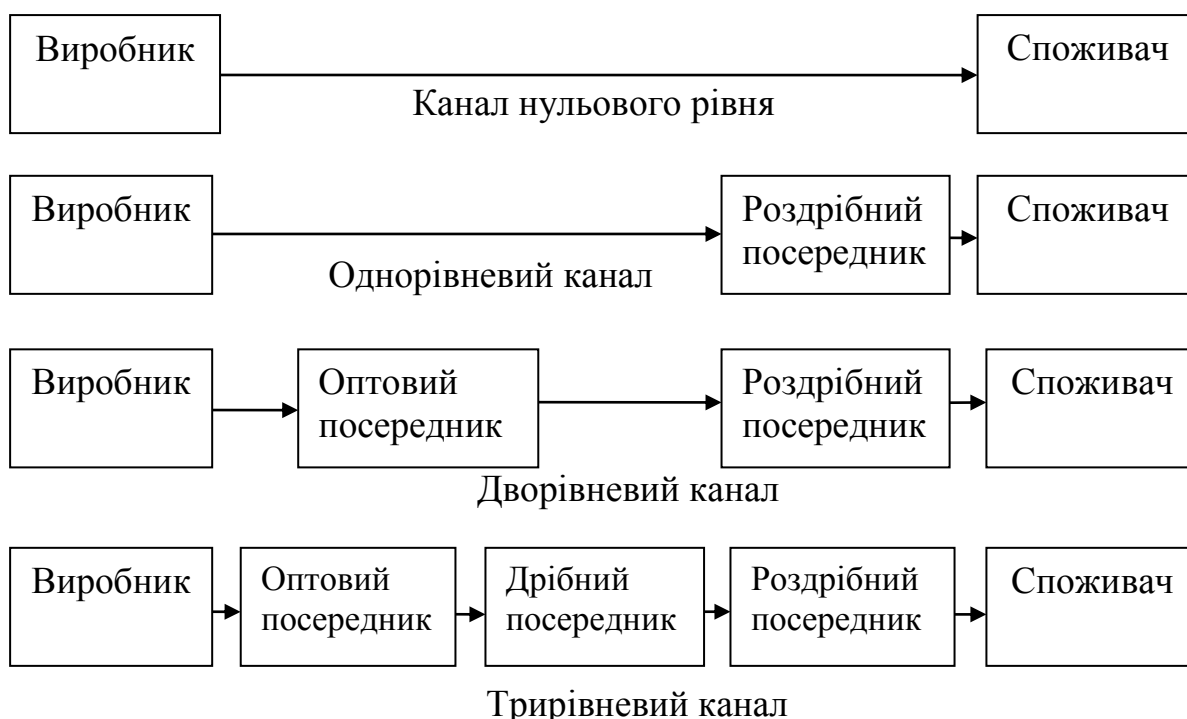 Виробник
Споживач
Канал нульового рівня
Виробник
Роздрібний
посередник
Споживач
Однорівневий канал
Виробник
Оптовий
посередник
Роздрібний
посередник
Споживач
Дворівневий канал
Виробник
Оптовий
посередник
Дрібний
посередник
Роздрібний
посередник
Споживач
Трирівневий канал